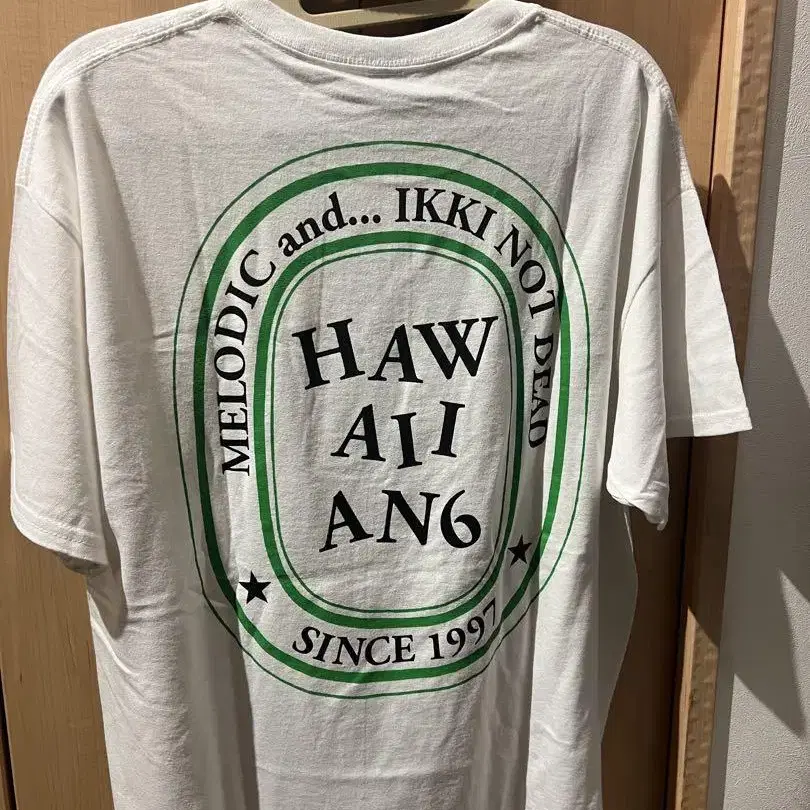 MELODIC and... IKKI NOT DEAD
HAW
AII
AN6
SINCE 1997